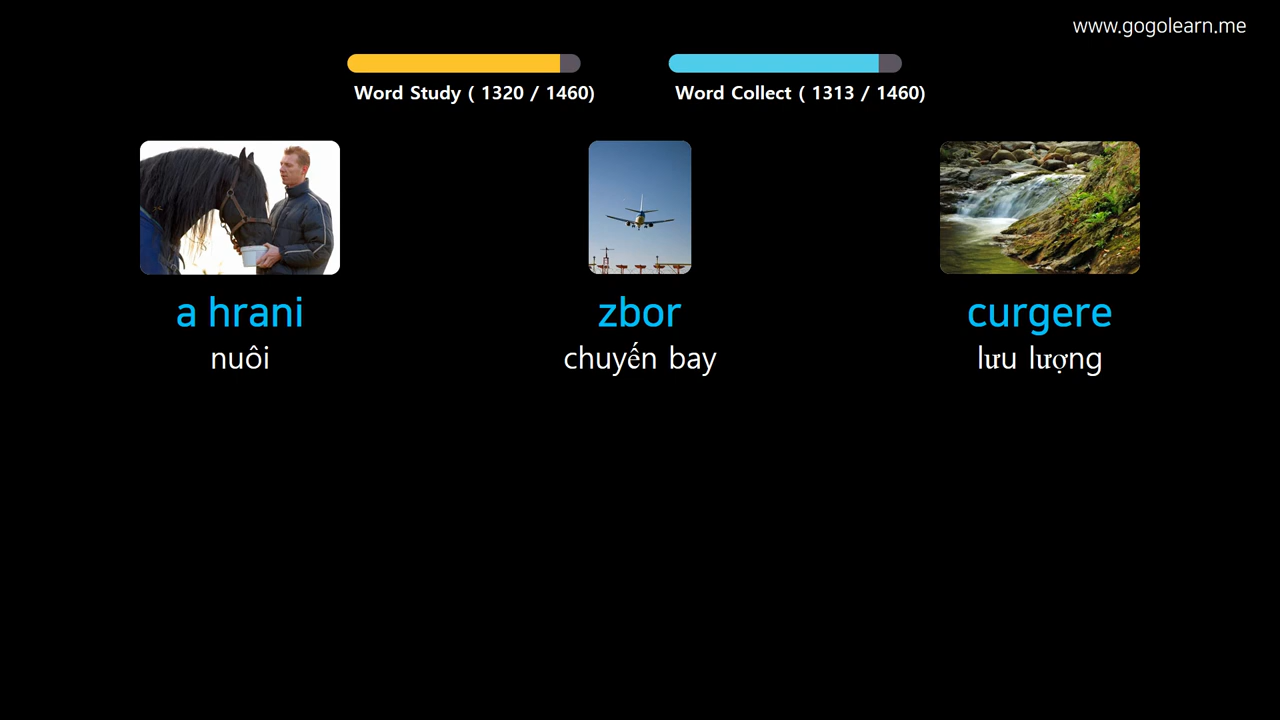 www.gogolearn.me
Word Study ( 1320 / 1460)
Word Collect ( 1313 / 1460)
a hrani
nuôi
zbor
chuyến bay
curgere
lưu lượng